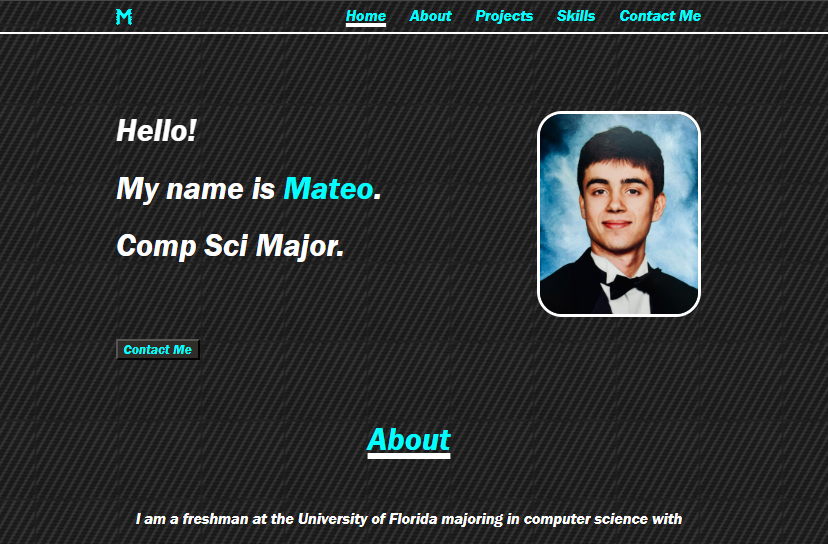 M
Home About Projects Skills Contact Me
Hello!
My name is Mateo.
Comp Sci Major.
Contact Me
About
I am a freshman at the University of Florida majoring in computer science with